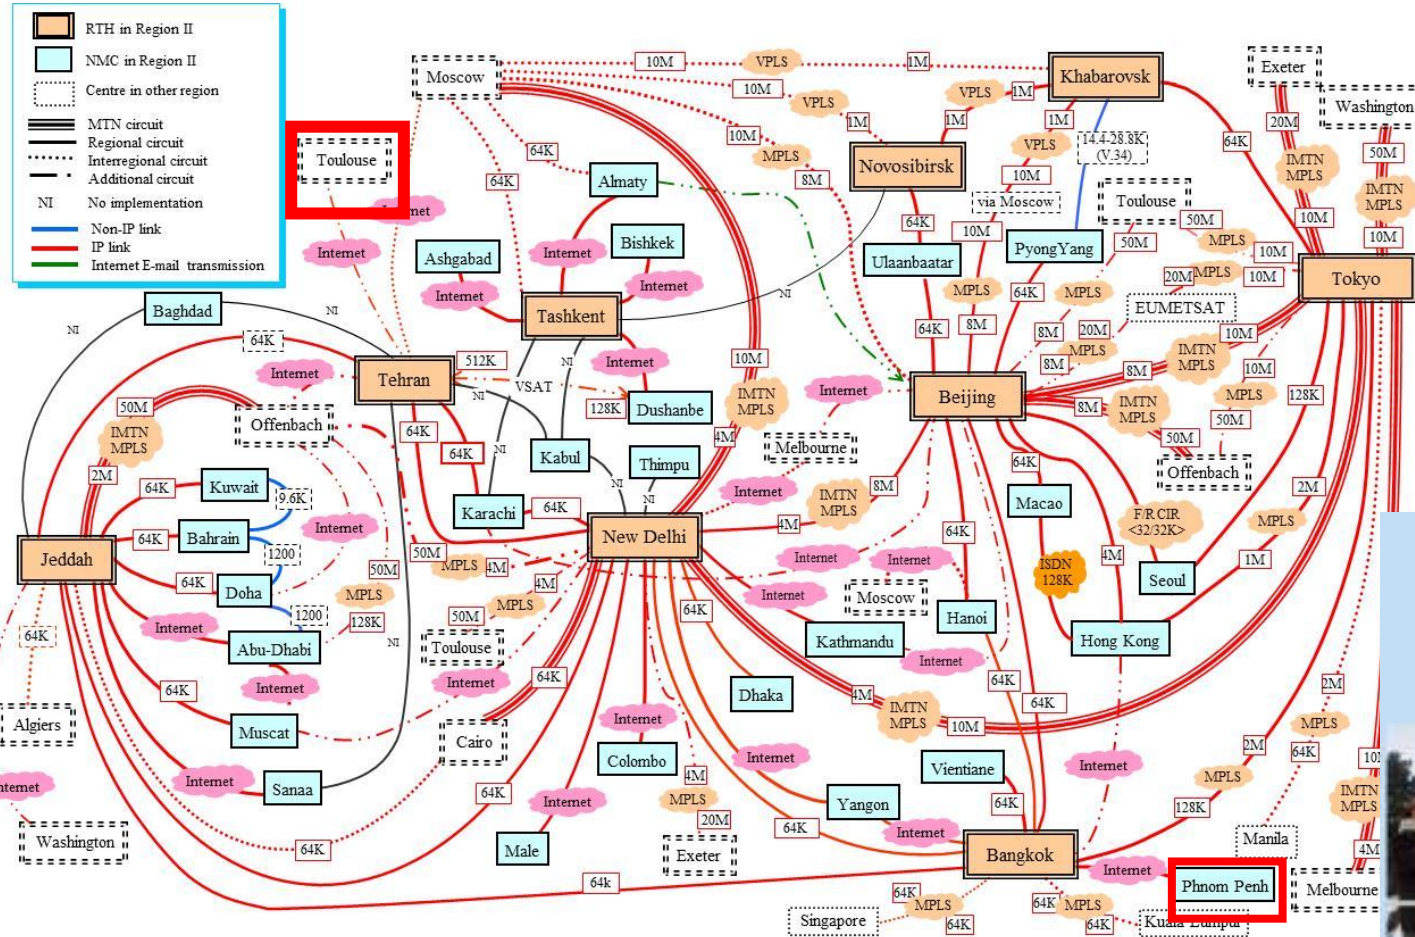 RTH in Region II
NMC in Region II
Centre in other region
MTN circuit
Regional circuit
Interregional circuit
Additional circuit
NI No implementation
Non-IP link
IP link
Internet E-mail transmission
Moscow
10M
VPLS
1M
Khabarovsk
Exeter
Washington
10M
VPLS
1M
VPLS
1M
1M
1M
20M
50M
Toulouse
64K
10M
MPLS
8M
Novosibirsk
VPLS
10M
via Moscow
10M
14.4-28.8K
(V.34)
64K
IMTN
MPLS
10M
IMTN
MPLS
10M
Internet
Internet
64K
Almaty
Toulouse
50M
50M
MPLS
10M
Ashgabad
Internet
Internet
Bishkek
Internet
64K
Ulaanbaatar
PyongYang
64K
MPLS
20M
MPLS
10M
Tokyo
Baghdad
NI
NI
Tashkent
NI
MPLS
8M
64K
MPLS
EUMETSAT
8M
20M
MPLS
8M
10M
64K
Internet
Tehran
512K
NI
NI
VSAT
Internet
128K
Dushanbe
10M
IMTN
MPLS
4M
Internet
Beijing
8M
IMTN
MPLS
10M
MPLS
128K
50M
IMTN
MPLS
2M
Offenbach
64K
64K
NI
Kabul
NI
Thimpu
NI
Melbourne
Internet
8M
IMTN
MPLS
50M
50M
Offenbach
64K
Kuwait
9.6K
Karachi
64K
IMTN
MPLS
8M
4M
64K
Macao
F/R CIR
<32/32K>
2M
MPLS
1M
Jeddah
64K
Bahrain
1200
Internet
New Delhi
64K
50M
MPLS
4M
4M
Internet
ISDN
128K
4M
Seoul
64K
Doha
50M
MPLS
128K
1200
50M
MPLS
64K
Internet
Moscow
Hanoi
64K
Internet
Abu-Dhabi
NI
Toulouse
Internet
64K
Kathmandu
Internet
Hong Kong
64K
64K
Internet
64K
Muscat
Dhaka
4M
IMTN
MPLS
10M
64K
64K
2M
MPLS
64K
Algiers
Cairo
Internet
Colombo
Internet
Vientiane
64K
Internet
2M
MPLS
128K
Internet
Sanaa
64K
Internet
4M
MPLS
20M
Yangon
64K
Internet
IMTN
MPLS
4M
Washington
64K
Male
Exeter
Bangkok
Manila
64k
Internet
Phnom Penh
Melbourne
Singapore
64K
MPLS
64K
64K
MPLS
64K
Kuala Lumpur